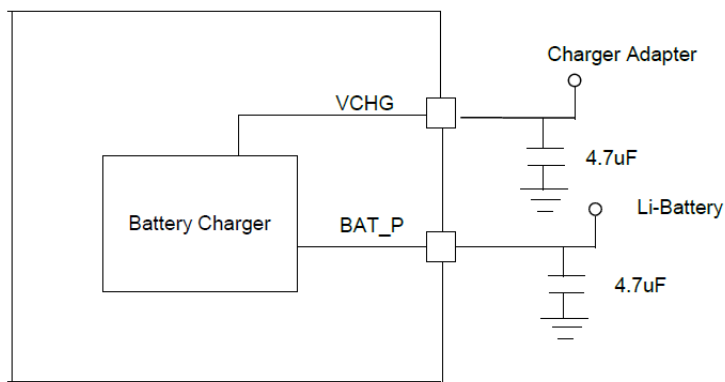 Charger Adapter
VCHG
4.7uF
Battery Charger
BAT_P
Li-Battery
4.7uF